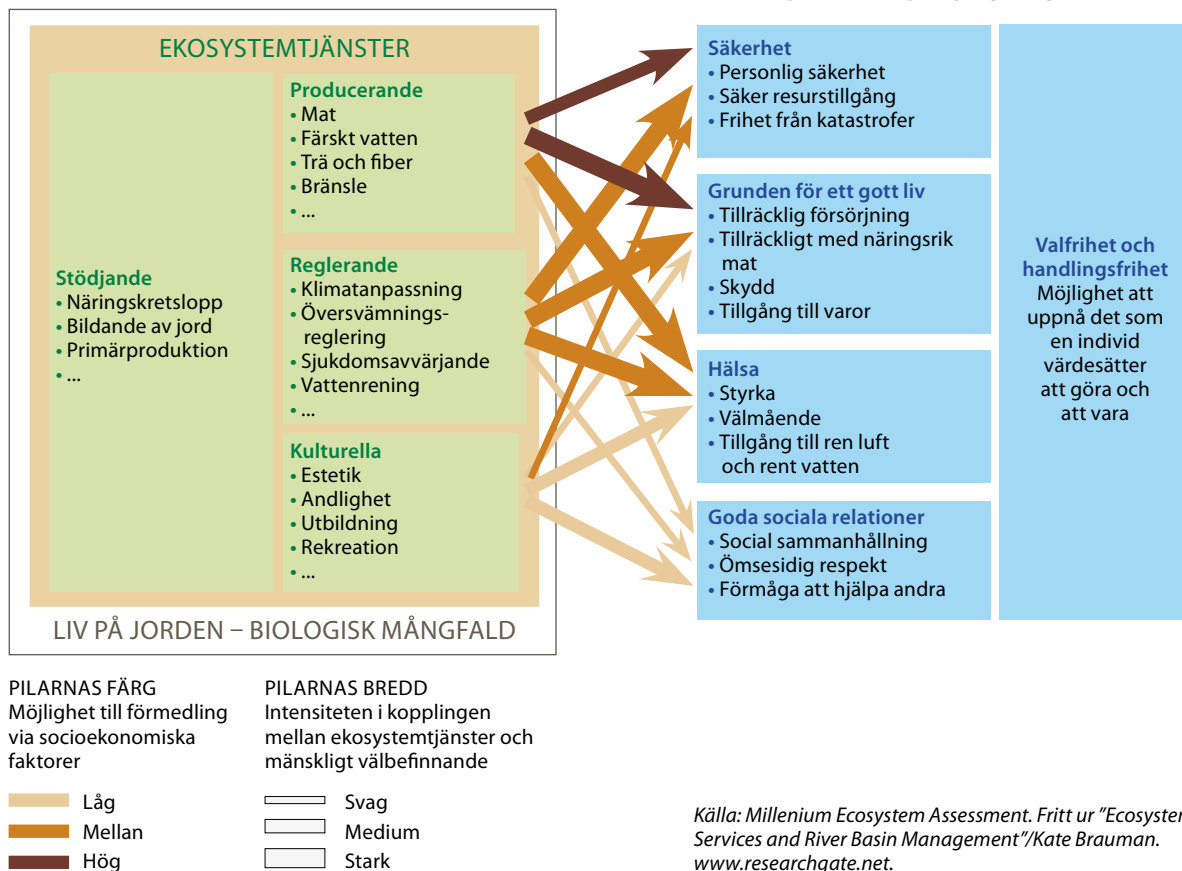 EKOSYSTEMTJÄNSTER
Stödjande
• Näringskretslopp
• Bildande av jord
• Primärproduktion
• ...
Producerande
• Mat
• Färskt vatten
• Trä och fiber
• Bränsle
• ...
Reglerande
• Klimatanpassning
• Översvämnings-
reglering
• Sjukdomsavvärjande
• Vattenrening
• ...
Kulturella
• Estetik
• Andlighet
• Utbildning
• Rekreation
• ...
LIV PÅ JORDEN – BIOLOGISK MÅNGFALD
Säkerhet
• Personlig säkerhet
• Säker resurstillgång
• Frihet från katastrofer
Grunden för ett gott liv
• Tillräcklig försörjning
• Tillräckligt med näringsrik
mat
• Skydd
• Tillgång till varor
Hälsa
• Styrka
• Välmående
• Tillgång till ren luft
och rent vatten
Goda sociala relationer
• Social sammanhållning
• Ömsesidig respekt
• Förmåga att hjälpa andra
Valfrihet och
handlingsfrihet
Möjlighet att
uppnå det som
en individ
värdesätter
att göra och
att vara
PILARNAS FÄRG
Möjlighet till förmedling
via socioekonomiska
faktorer
Låg
Mellan
Hög
PILARNAS BREDD
Intensiteten i kopplingen
mellan ekosystemtjänster och
mänskligt välbefinnande
Svag
Medium
Stark
Källa: Millenium Ecosystem Assessment. Fritt ur ”Ecosystem
Services and River Basin Management”/Kate Brauman.
www.researchgate.net.